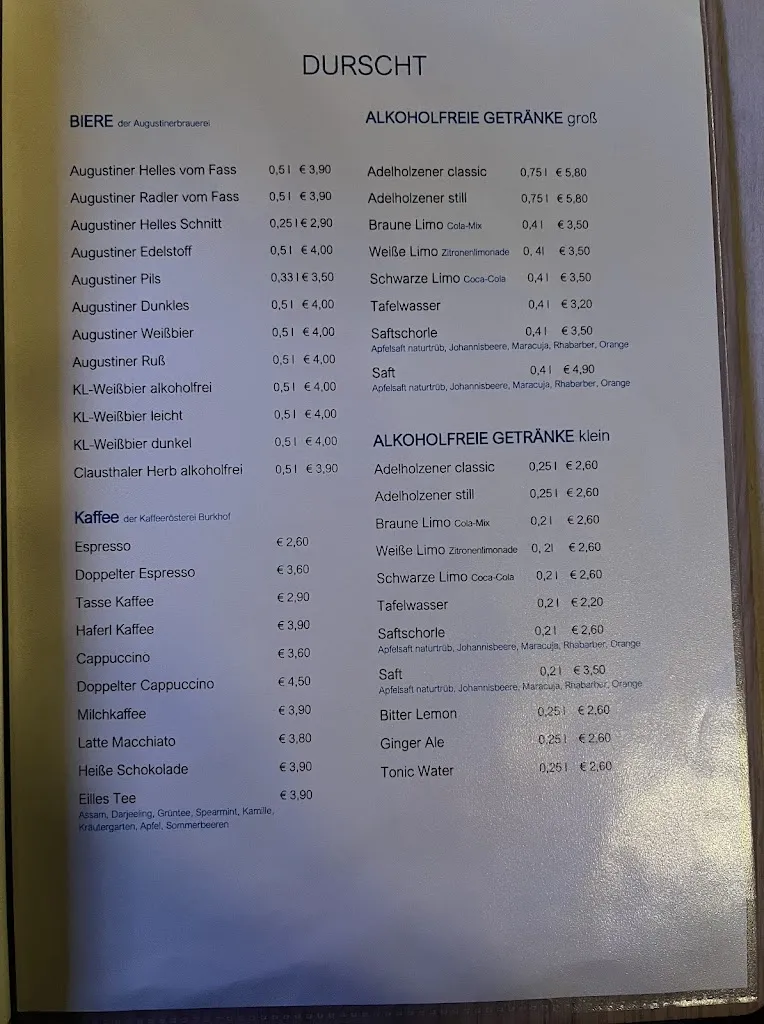 DURSCHT
BIERE der Augustinerbrauerei
Augustiner Helles vom Fass 0,5 l € 3,90
Augustiner Radler vom Fass 0,5 l € 3,90
Augustiner Helles Schnitt 0,25 l € 2,90
Augustiner Edelstoff 0,5 l € 4,00
Augustiner Pils 0,33 l € 3,50
Augustiner Dunkles 0,5 l € 4,00
Augustiner Weißbier 0,5 l € 4,00
Augustiner Ruß 0,5 l € 4,00
KL-Weißbier alkoholfrei 0,5 l € 4,00
KL-Weißbier leicht 0,5 l € 4,00
KL-Weißbier dunkel 0,5 l € 4,00
Clausthaler Herb alkoholfrei 0,5 l € 3,90
Kaffee der Kaffeerösterei Burkhof
Espresso € 2,60
Doppelter Espresso € 3,60
Tasse Kaffee € 2,90
Haferl Kaffee € 3,90
Cappuccino € 3,60
Doppelter Cappuccino € 4,50
Milchkaffee € 3,90
Latte Macchiato € 3,80
Heiße Schokolade € 3,90
Eilles Tee € 3,90
Assam, Darjeeling, Grüntee, Spearmint, Kamille,
Kräutergarten, Apfel, Sommerbeeren
ALKOHOLFREIE GETRÄNKE groß
Adelholzener classic 0,75 l € 5,80
Adelholzener still 0,75 l € 5,80
Braune Limo Cola-Mix 0,4 l € 3,50
Weiße Limo Zitronenlimonade 0, 4l € 3,50
Schwarze Limo Coca-Cola 0,4 l € 3,50
Tafelwasser 0,4 l € 3,20
Saftschorle 0,4 l € 3,50
Apfelsaft naturtrüb, Johannisbeere, Maracuja, Rhabarber, Orange
Saft 0,4 l € 4,90
Apfelsaft naturtrüb, Johannisbeere, Maracuja, Rhabarber, Orange
ALKOHOLFREIE GETRÄNKE klein
Adelholzener classic 0,25 l € 2,60
Adelholzener still 0,25 l € 2,60
Braune Limo Cola-Mix 0,2 l € 2,60
Weiße Limo Zitronenlimonade 0, 2l € 2,60
Schwarze Limo Coca-Cola 0,2 l € 2,60
Tafelwasser 0,2 l € 2,20
Saftschorle 0,2 l € 2,60
Apfelsaft naturtrüb, Johannisbeere, Maracuja, Rhabarber, Orange
Saft 0,2 l € 3,50
Apfelsaft naturtrüb, Johannisbeere, Maracuja, Rhabarber, Orange
Bitter Lemon 0,25 l € 2,60
Ginger Ale 0,25 l € 2,60
Tonic Water 0,25 l € 2,60